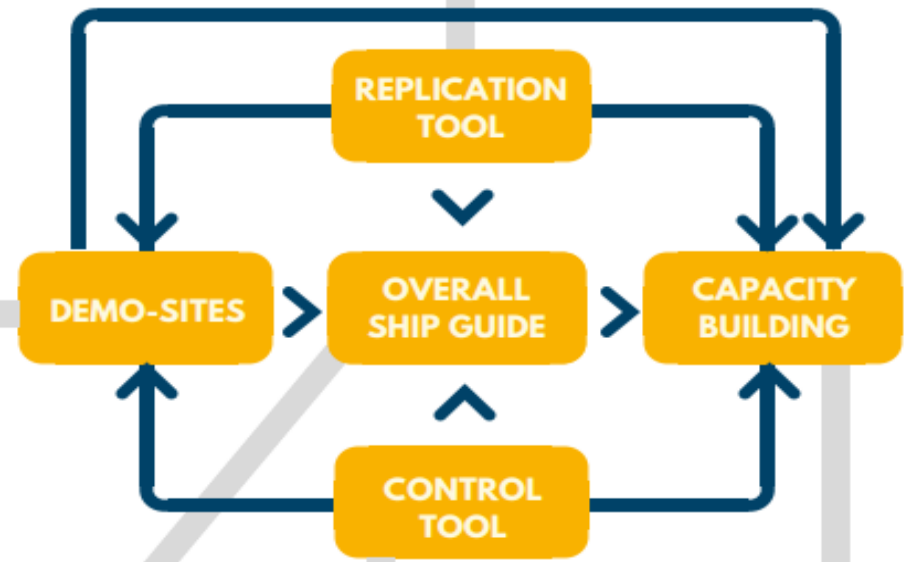 REPLICATION
TOOL
DEMO-SITES
OVERALL
SHIP GUIDE
CAPACITY
BUILDING
CONTROL
TOOL